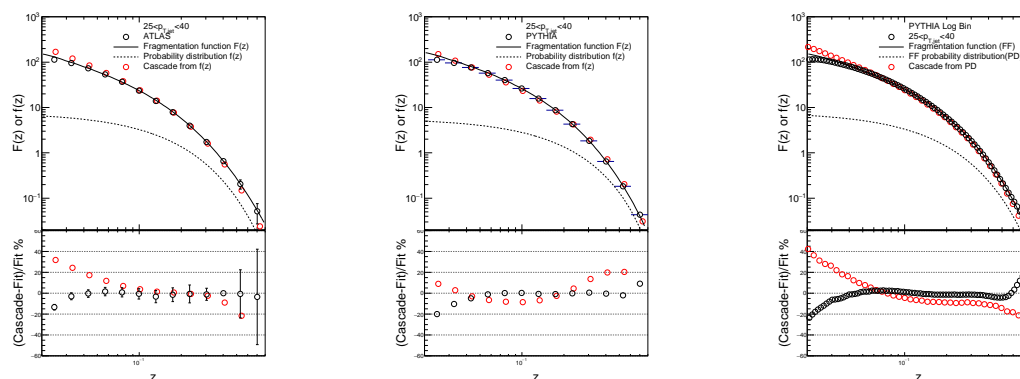 25<p_T,jet<40
ATLAS
Fragmentation function F(z)
Probability distribution f(z)
Cascade from f(z)
F(z) or f(z)
10³
10²
10
1
10⁻¹
(Cascade-Fit)/Fit %
60
40
20
0
−20
−40
−60
10⁻¹
z
25<p_T,jet<40
PYTHIA
Fragmentation function F(z)
Probability distribution f(z)
Cascade from f(z)
F(z) or f(z)
10³
10²
10
1
10⁻¹
(Cascade-Fit)/Fit %
60
40
20
0
−20
−40
−60
10⁻¹
z
PYTHIA Log Bin
25<p_T,jet<40
Fragmentation function (FF)
FF probability distribution(PD
Cascade from PD
F(z) or f(z)
10³
10²
10
1
10⁻¹
(Cascade-Fit)/Fit %
60
40
20
0
−20
−40
−60
10⁻¹
z